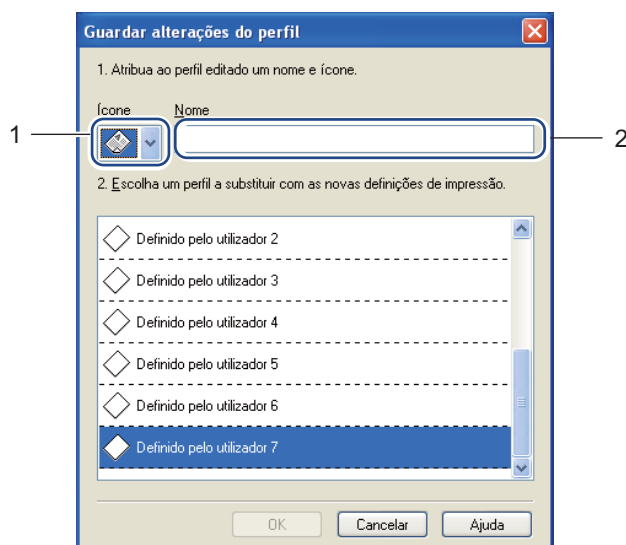 Guardar alterações do perfil
1. Atribua ao perfil editado um nome e ícone.
Ícone Nome
1
2
2. Escolha um perfil a substituir com as novas definições de impressão.
Definido pelo utilizador 2
Definido pelo utilizador 3
Definido pelo utilizador 4
Definido pelo utilizador 5
Definido pelo utilizador 6
Definido pelo utilizador 7
OK Cancelar Ajuda